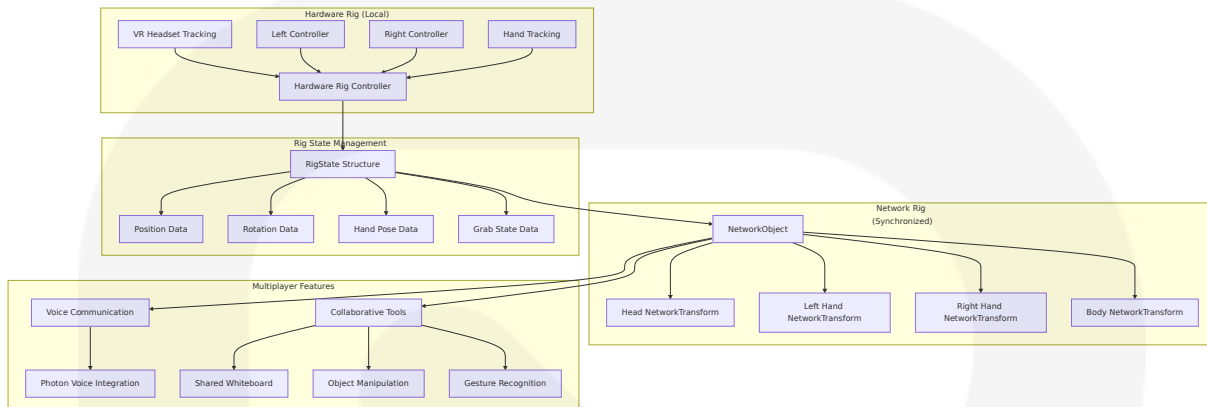 Hardware Rig (Local)
VR Headset Tracking
Left Controller
Right Controller
Hand Tracking
Hardware Rig Controller
Rig State Management
RigState Structure
Position Data
Rotation Data
Hand Pose Data
Grab State Data
Network Rig
(Synchronized)
NetworkObject
Head NetworkTransform
Left Hand
NetworkTransform
Right Hand
NetworkTransform
Body NetworkTransform
Multiplayer Features
Voice Communication
Collaborative Tools
Photon Voice Integration
Shared Whiteboard
Object Manipulation
Gesture Recognition